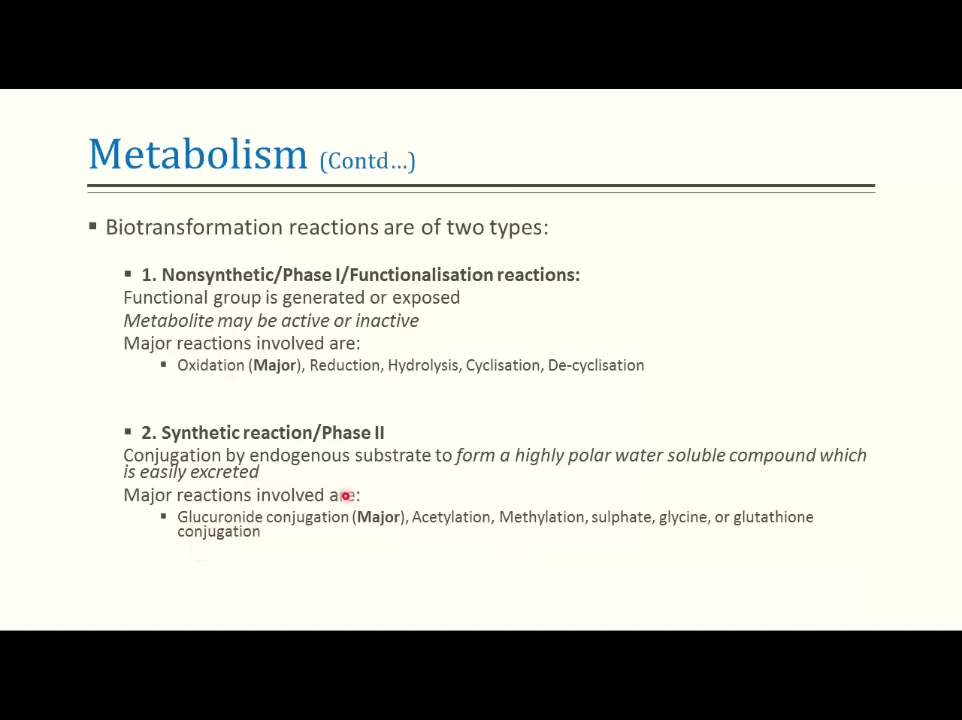 Metabolism (Contd...)
▪ Biotransformation reactions are of two types:
▪ 1. Nonsynthetic/Phase I/Functionalisation reactions:
Functional group is generated or exposed
Metabolite may be active or inactive
Major reactions involved are:
▪ Oxidation (Major), Reduction, Hydrolysis, Cyclisation, De-cyclisation
▪ 2. Synthetic reaction/Phase II
Conjugation by endogenous substrate to form a highly polar water soluble compound which
is easily excreted
Major reactions involved are:
▪ Glucuronide conjugation (Major), Acetylation, Methylation, sulphate, glycine, or glutathione
conjugation